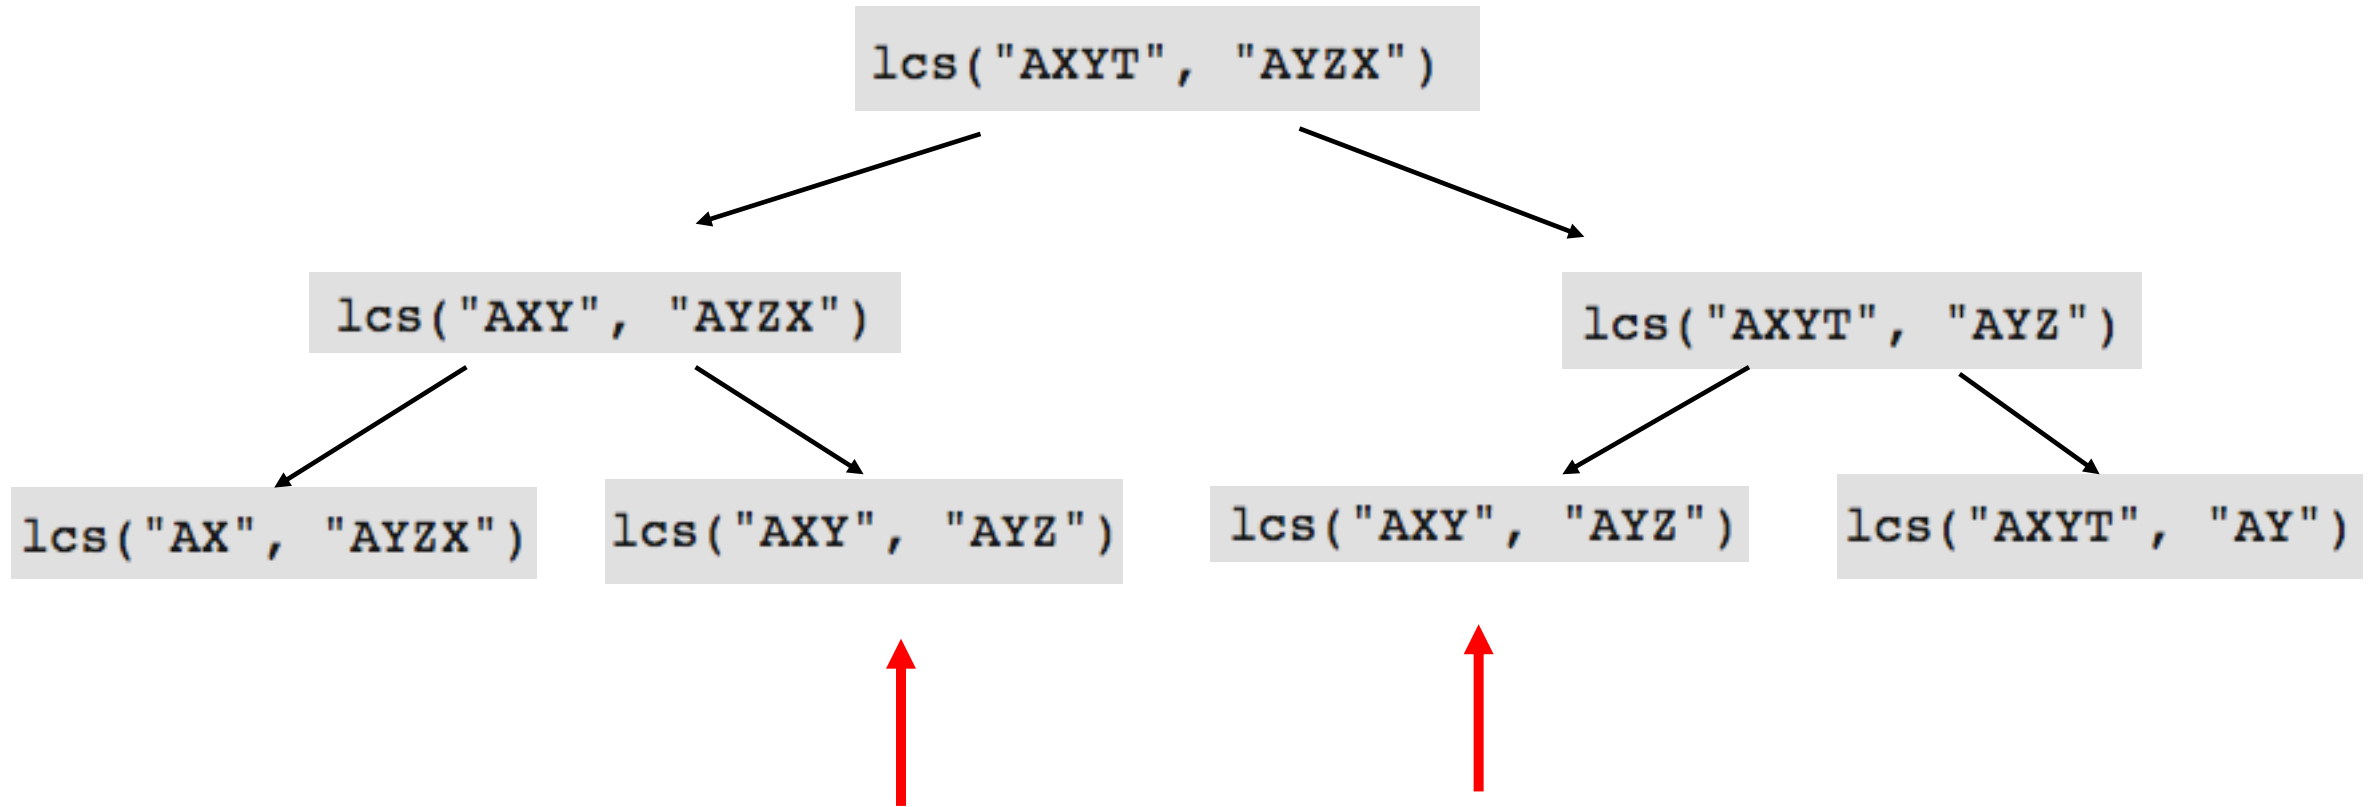 lcs("AXYT", "AYZX")
lcs("AXY", "AYZX")
lcs("AXYT", "AYZ")
lcs("AX", "AYZX")
lcs("AXY", "AYZ")
lcs("AXY", "AYZ")
lcs("AXYT", "AY")